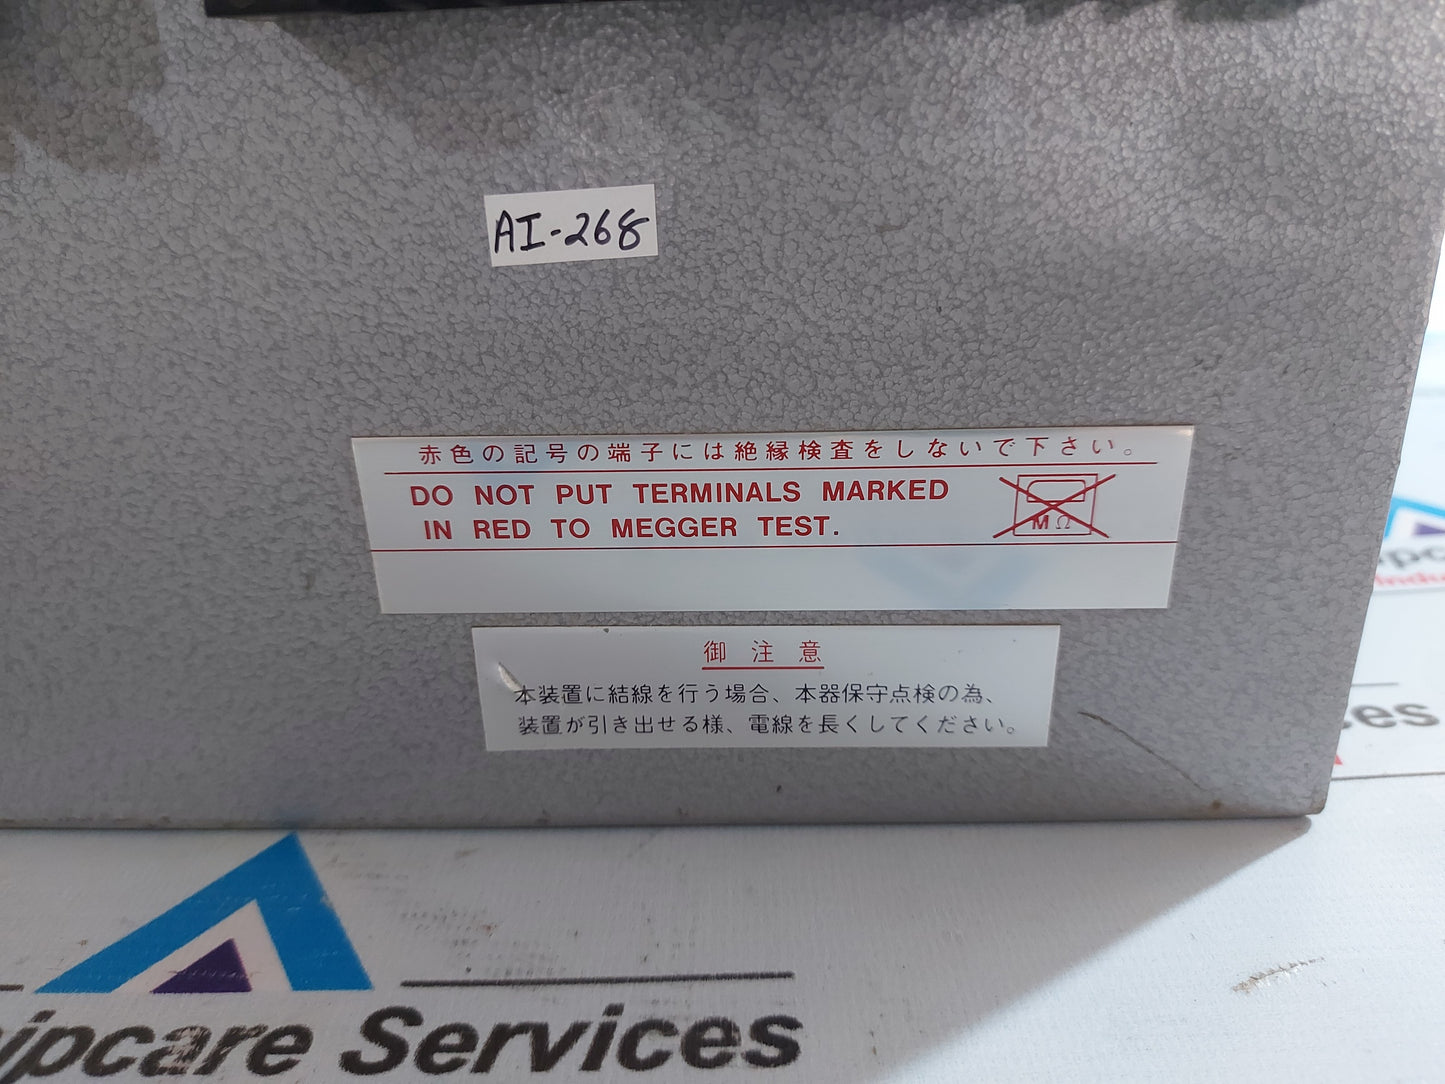 AI-268
赤色の記号の端子には絶縁検査をしないで下さい。
DO NOT PUT TERMINALS MARKED
IN RED TO MEGGER TEST.
MΩ
御注意
本装置に結線を行う場合、本器保守点検の為、
装置が引き出せる様、電線を長くしてください。
Services